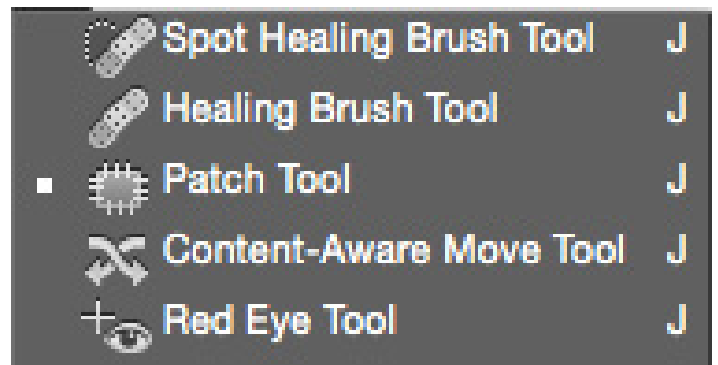 Spot Healing Brush Tool J
Healing Brush Tool J
Patch Tool J
Content-Aware Move Tool J
Red Eye Tool J